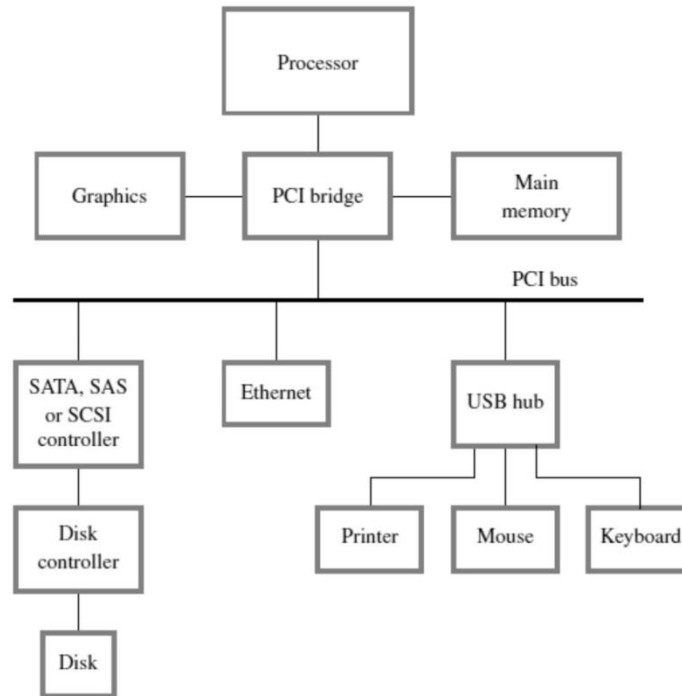 Processor
Graphics
PCI bridge
Main
memory
PCI bus
SATA, SAS
or SCSI
controller
Ethernet
USB hub
Disk
controller
Printer
Mouse
Keyboard
Disk